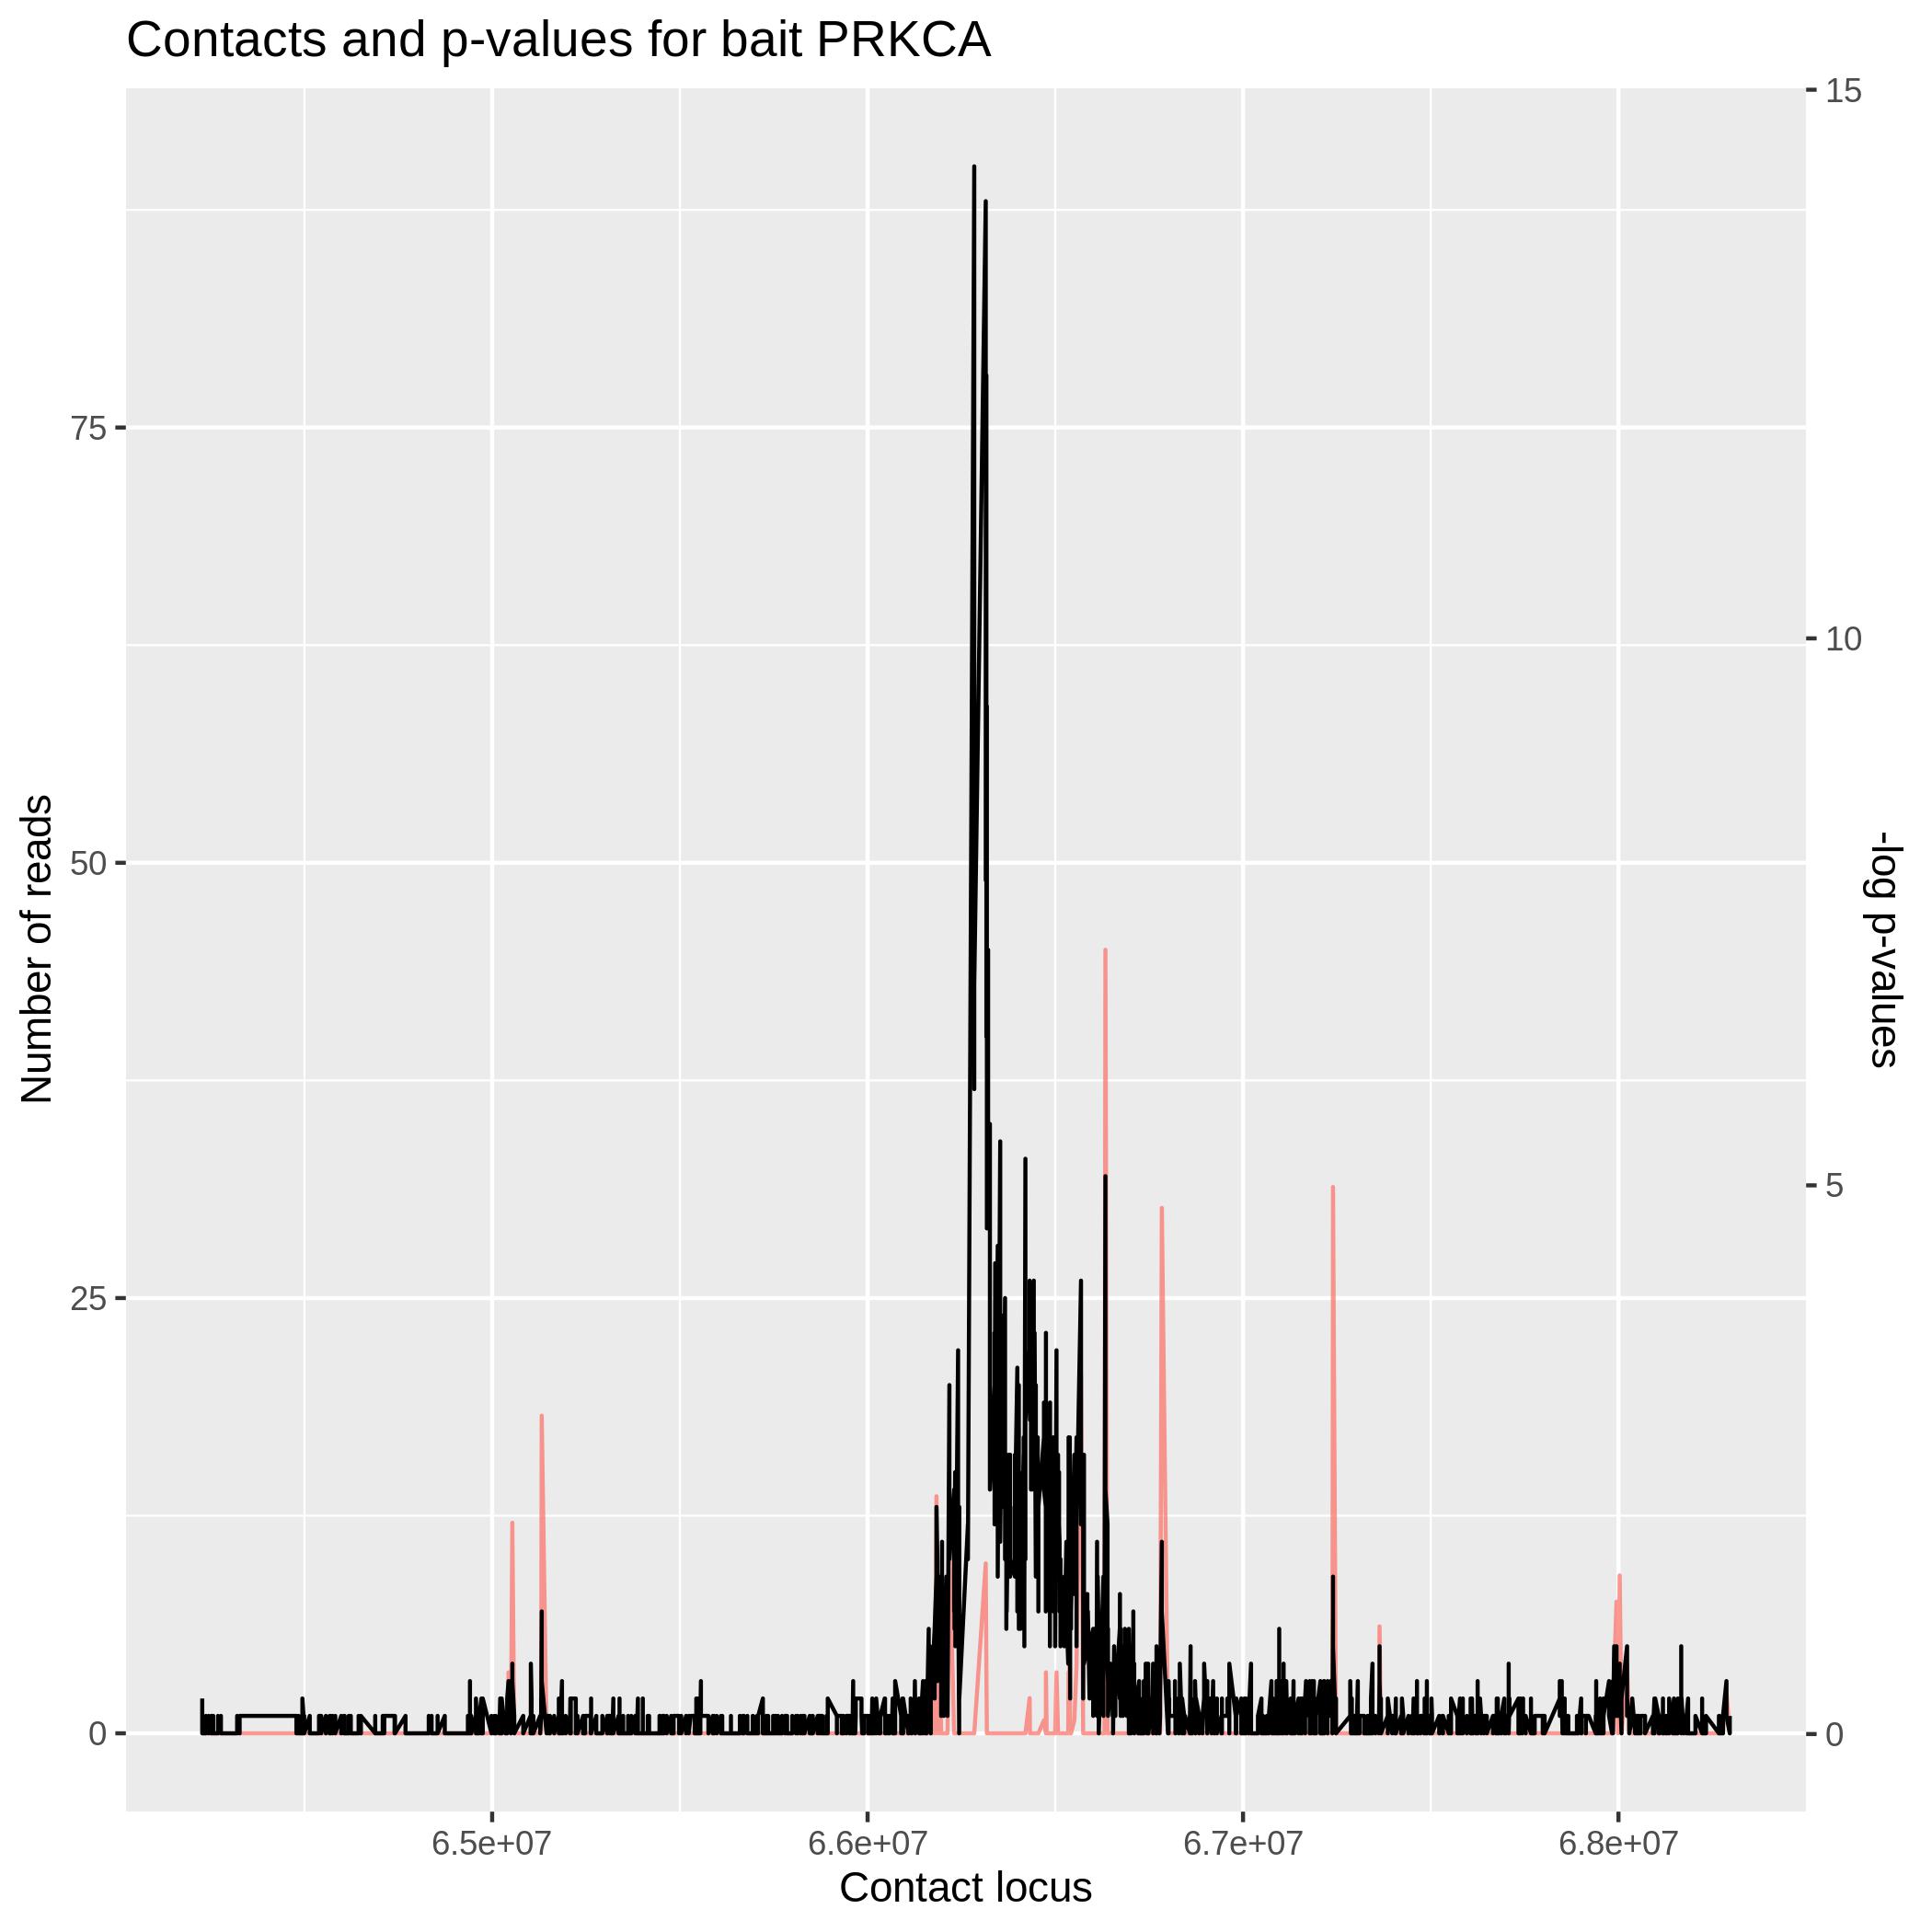 Contacts and p-values for bait PRKCA
15
75
10
50
5
25
0
0
Number of reads
-log p-values
6.5e+07
6.6e+07
6.7e+07
6.8e+07
Contact locus